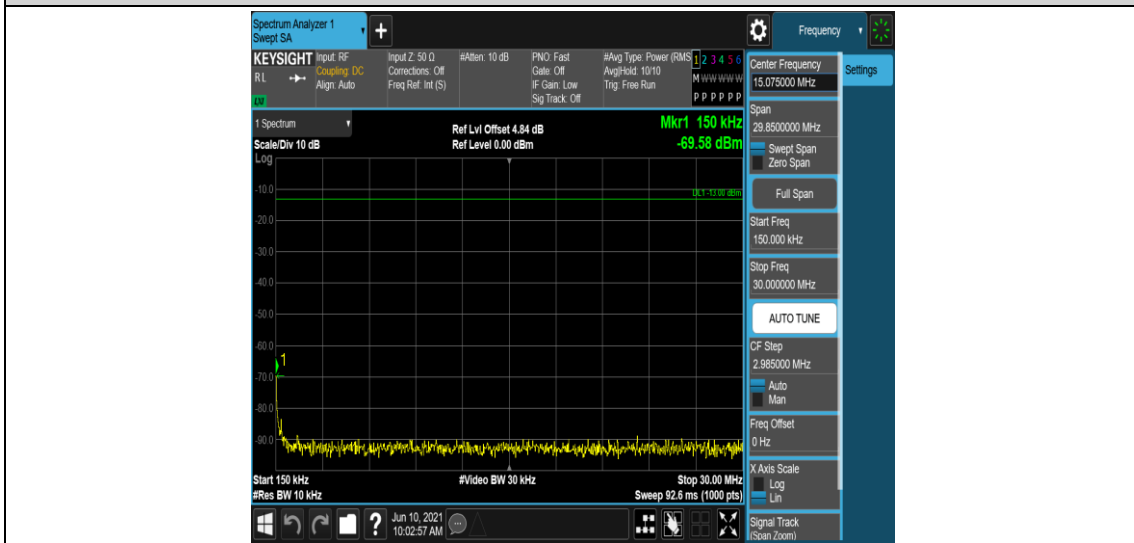 Spectrum Analyzer 1
Swept SA
+
Frequency
KEYSIGHT
RL
LXI
Input: RF
Coupling: DC
Align: Auto
Input Z: 50 Ω
Corrections: Off
Freq Ref: Int (S)
#Atten: 10 dB
PNO: Fast
Gate: Off
IF Gain: Low
Sig Track: Off
#Avg Type: Power (RMS
Avg|Hold: 10/10
Trig: Free Run
1 2 3 4 5 6
M W W W W W
P P P P P P
1 Spectrum
Scale/Div 10 dB
Log
Ref Lvl Offset 4.84 dB
Ref Level 0.00 dBm
Mkr1 150 kHz
-69.58 dBm
DL1 -13.00 dBm
-10.0
-20.0
-30.0
-40.0
-50.0
-60.0
1
-70.0
-80.0
-90.0
Start 150 kHz
#Res BW 10 kHz
#Video BW 30 kHz
Stop 30.00 MHz
Sweep 92.6 ms (1000 pts)
?
Jun 10, 2021
10:02:57 AM
Center Frequency
15.075000 MHz
Settings
Span
29.8500000 MHz
Swept Span
Zero Span
Full Span
Start Freq
150.000 kHz
Stop Freq
30.000000 MHz
AUTO TUNE
CF Step
2.985000 MHz
Auto
Man
Freq Offset
0 Hz
X Axis Scale
Log
Lin
Signal Track
(Span Zoom)